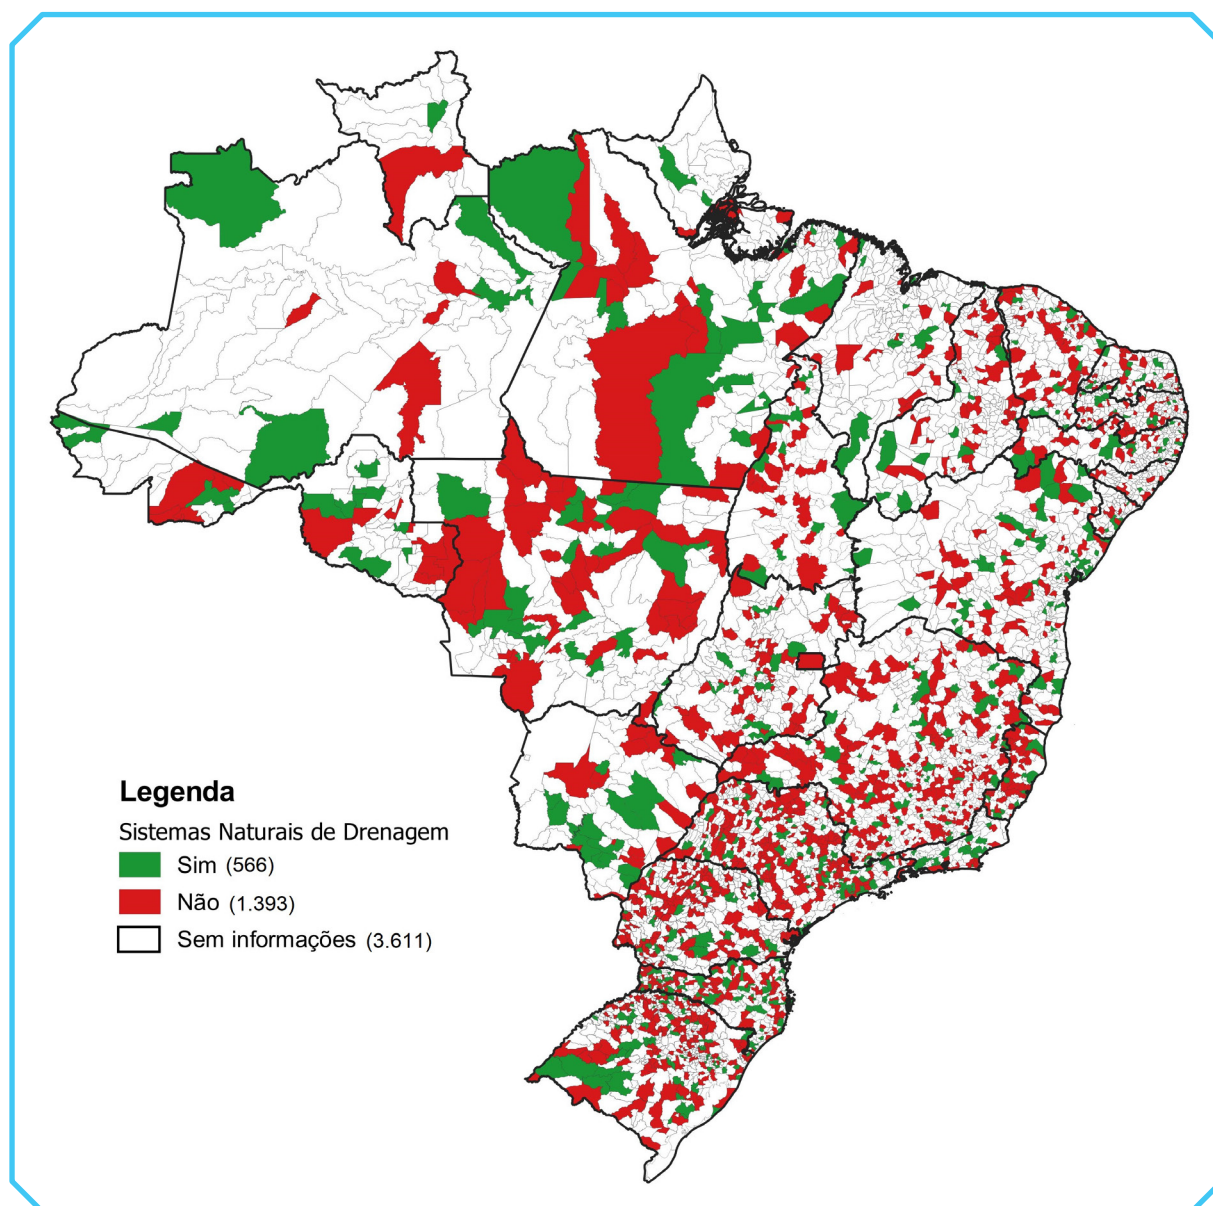 Legenda
Sistemas Naturais de Drenagem
Sim (566)
Não (1.393)
Sem informações (3.611)